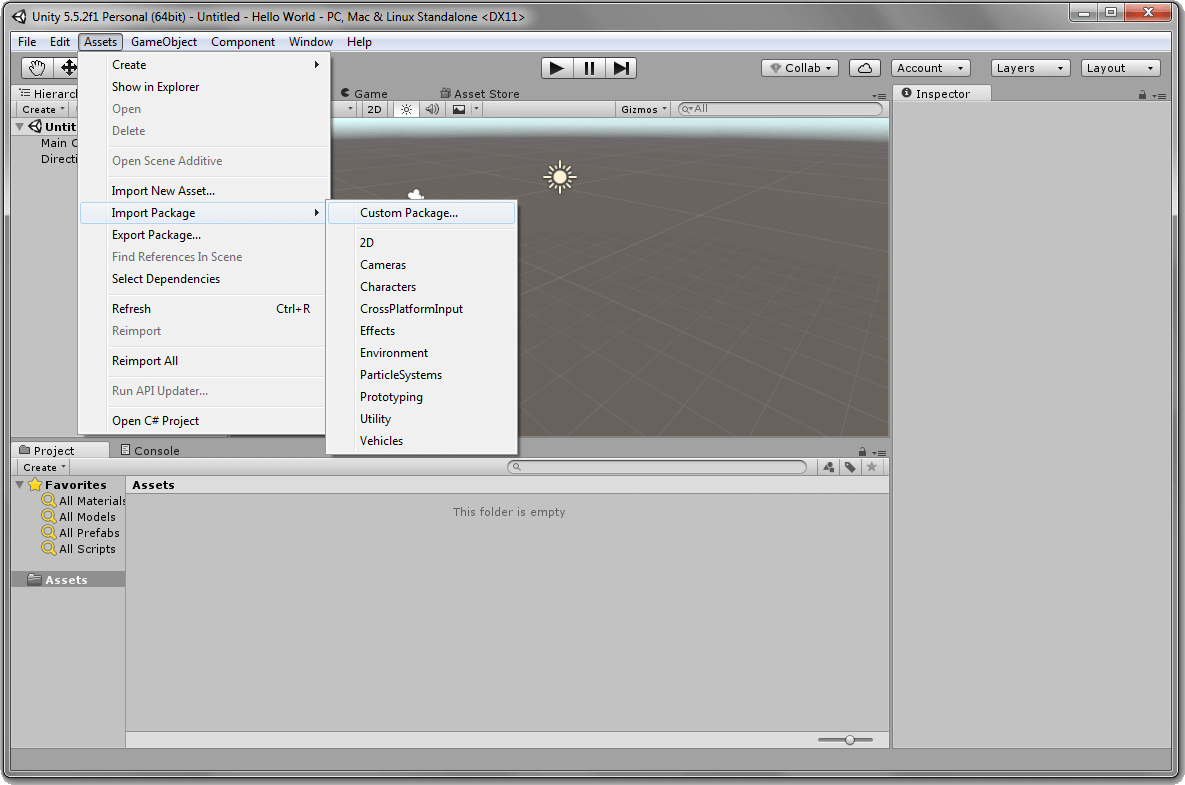 Unity 5.5.2f1 Personal (64bit) - Untitled - Hello World - PC, Mac & Linux Standalone <DX11>
File Edit Assets GameObject Component Window Help
Collab Account Layers Layout
Create
Show in Explorer
Open
Delete
Open Scene Additive
Import New Asset...
Import Package
Export Package...
Find References In Scene
Select Dependencies
Refresh Ctrl+R
Reimport
Reimport All
Run API Updater...
Open C# Project
Custom Package...
2D
Cameras
Characters
CrossPlatformInput
Effects
Environment
ParticleSystems
Prototyping
Utility
Vehicles
Hierarch
Create
Untit
Main C
Directi
Game Asset Store
2D Gizmos All
Inspector
Project Console
Create
Favorites
All Materials
All Models
All Prefabs
All Scripts
Assets
Assets
This folder is empty